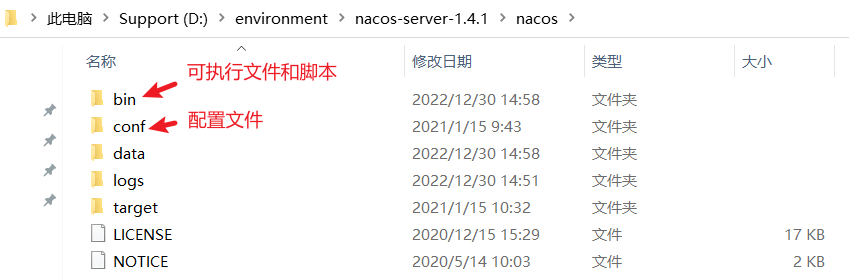 此电脑 > Support (D:) > environment > nacos-server-1.4.1 > nacos >
名称 修改日期 类型 大小
可执行文件和脚本
bin 2022/12/30 14:58 文件夹
配置文件
conf 2021/1/15 9:43 文件夹
data 2022/12/30 14:58 文件夹
logs 2022/12/30 14:51 文件夹
target 2021/1/15 10:32 文件夹
LICENSE 2020/12/15 15:29 文件 17 KB
NOTICE 2020/5/14 10:03 文件 2 KB